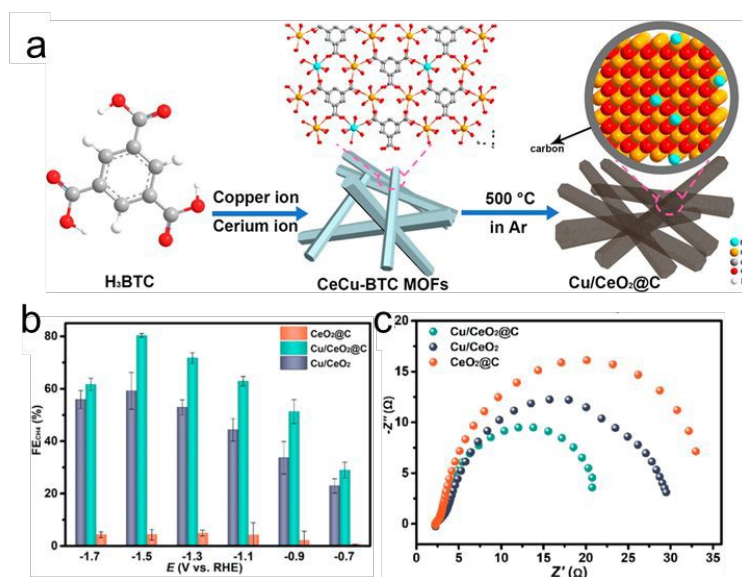 a
carbon
Copper ion
Cerium ion
500 °C
in Ar
H₃BTC
CeCu-BTC MOFs
Cu/CeO₂@C
b
FE_CH4 (%)
80
60
40
20
0
CeO₂@C
Cu/CeO₂@C
Cu/CeO₂
-1.7
-1.5
-1.3
-1.1
-0.9
-0.7
E (V vs. RHE)
c
-Z'' (Ω)
20
15
10
5
0
Cu/CeO₂@C
Cu/CeO₂
CeO₂@C
0
5
10
15
20
25
30
35
Z' (Ω)